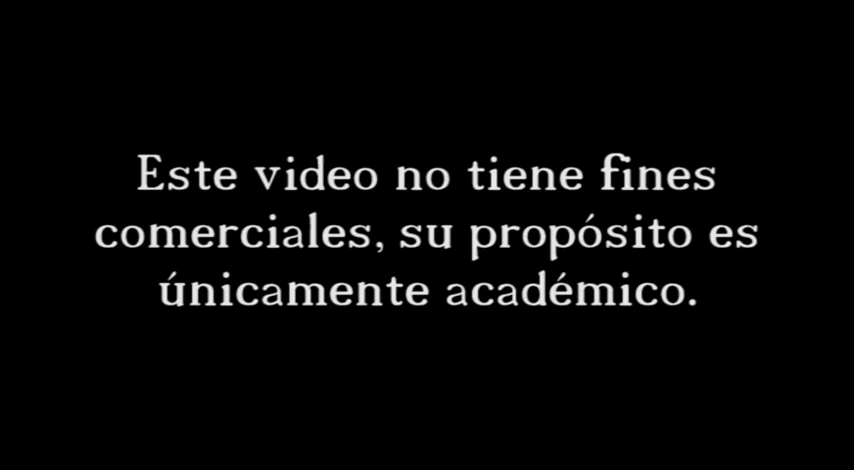 Este video no tiene fines
comerciales, su propósito es
únicamente académico.